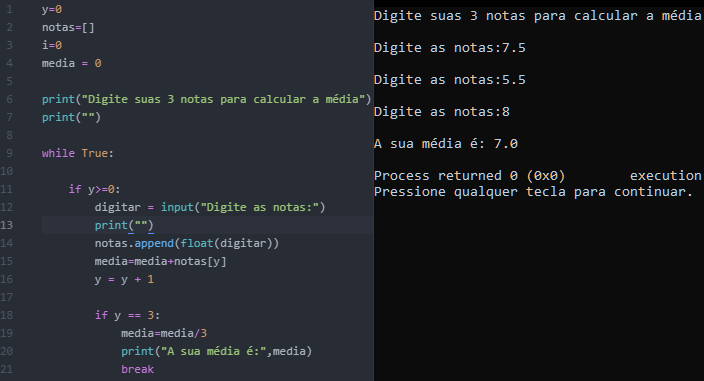 1 y=0
2 notas=[]
3 i=0
4 media = 0
5
6 print("Digite suas 3 notas para calcular a média")
7 print("")
8
9 while True:
10
11 if y>=0:
12 digitar = input("Digite as notas:")
13 print("")
14 notas.append(float(digitar))
15 media=media+notas[y]
16 y = y + 1
17
18 if y == 3:
19 media=media/3
20 print("A sua média é:",media)
21 break
Digite suas 3 notas para calcular a média
Digite as notas:7.5
Digite as notas:5.5
Digite as notas:8
A sua média é: 7.0
Process returned 0 (0x0) execution
Pressione qualquer tecla para continuar.